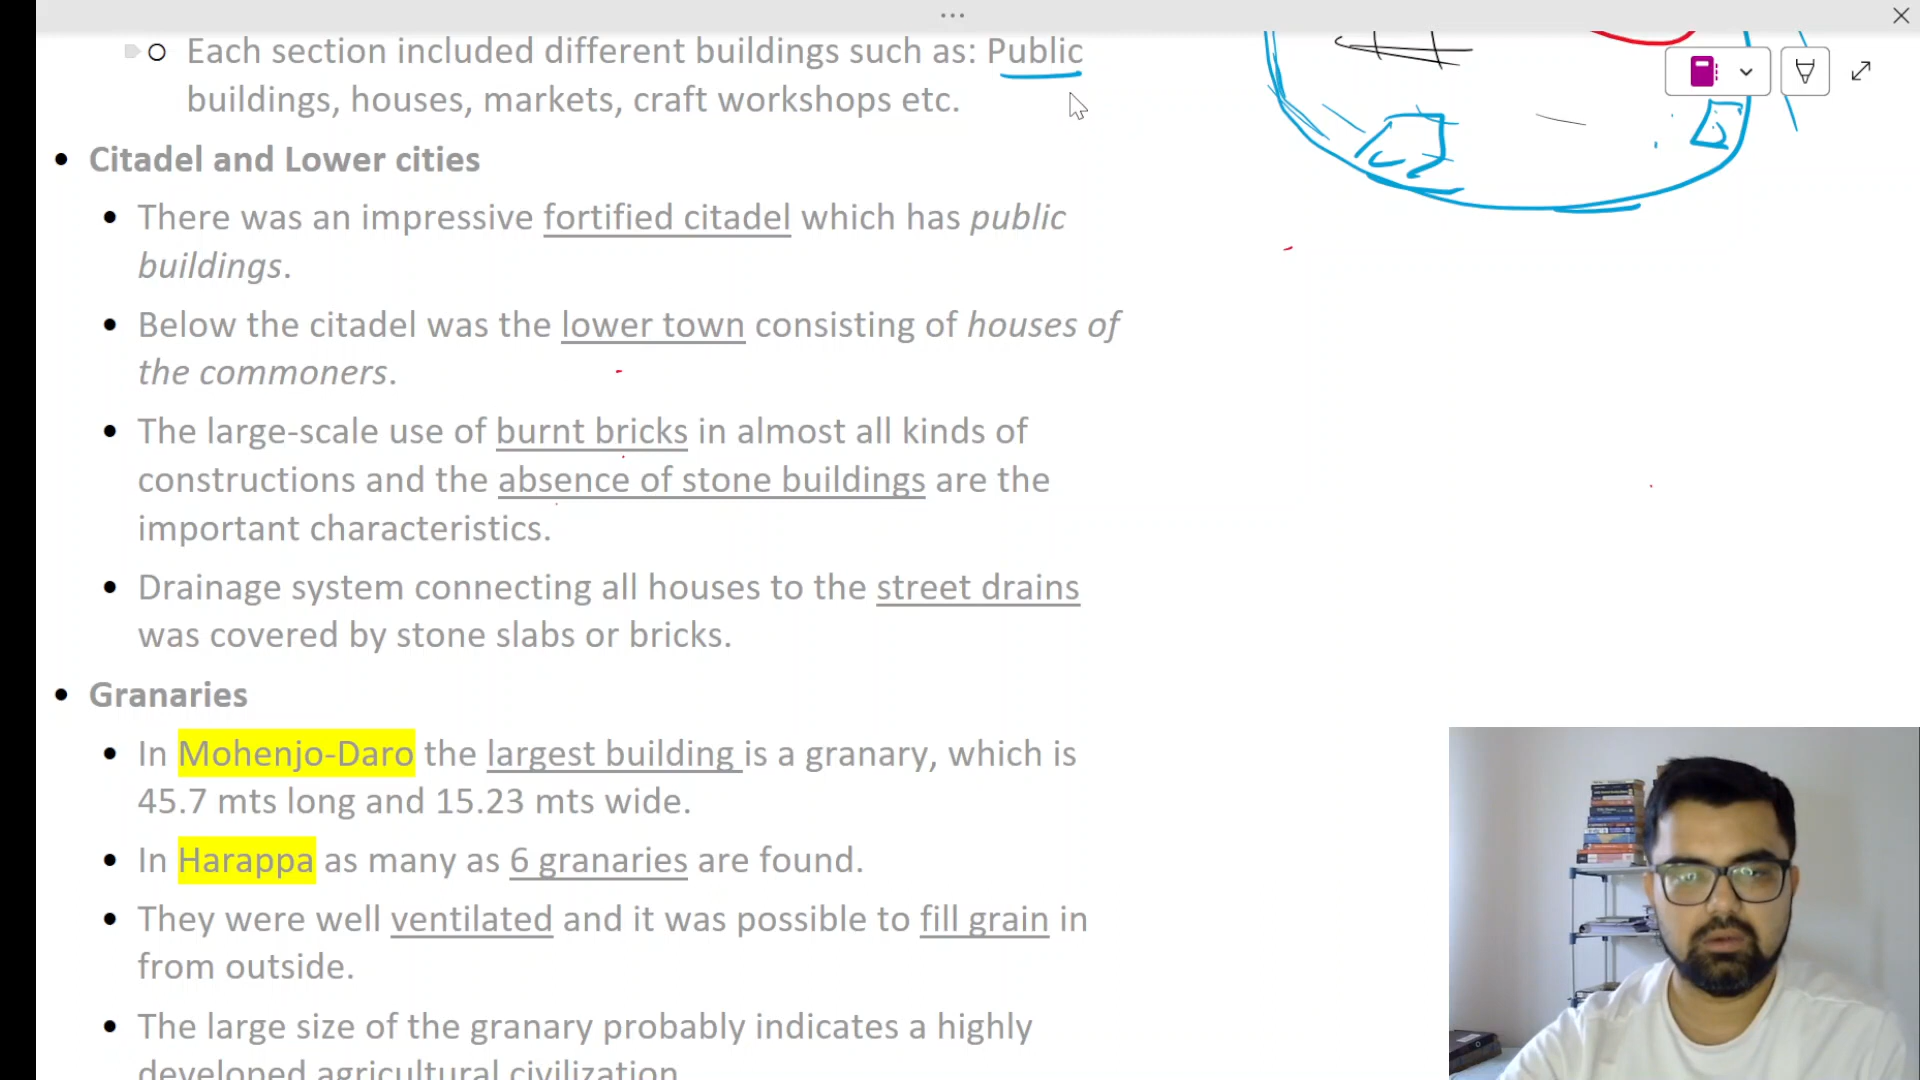 Each section included different buildings such as: Public
buildings, houses, markets, craft workshops etc.
Citadel and Lower cities
There was an impressive fortified citadel which has public
buildings.
Below the citadel was the lower town consisting of houses of
the commoners.
The large-scale use of burnt bricks in almost all kinds of
constructions and the absence of stone buildings are the
important characteristics.
Drainage system connecting all houses to the street drains
was covered by stone slabs or bricks.
Granaries
In Mohenjo-Daro the largest building is a granary, which is
45.7 mts long and 15.23 mts wide.
In Harappa as many as 6 granaries are found.
They were well ventilated and it was possible to fill grain in
from outside.
The large size of the granary probably indicates a highly
developed agricultural civilization